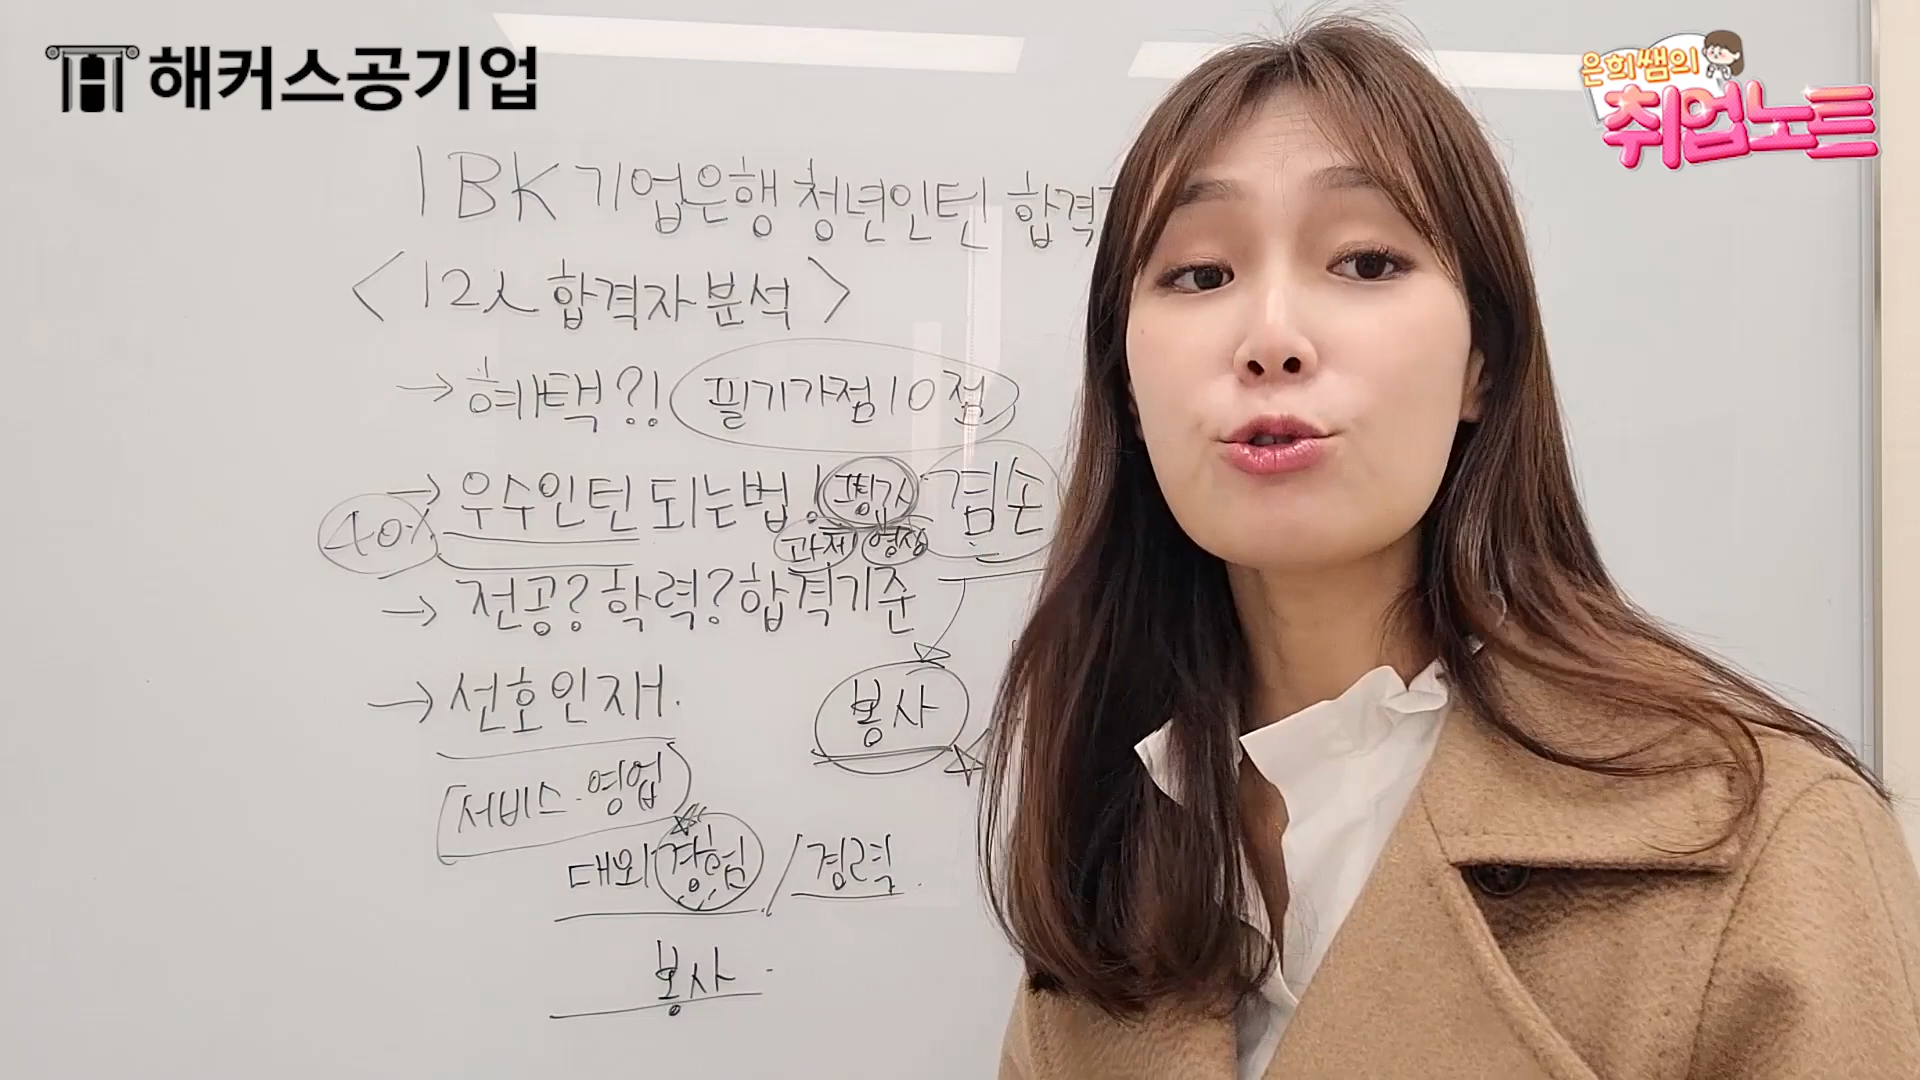 해커스공기업
은희쌤의
취업노트
IBK기업은행 청년인턴 합격
<12人 합격자 분석>
→ 혜택?! 필기가점10점
→ 우수인턴 되는법! 평가 겸손
40% 과제 영상
→ 전공? 학력? 합격기준
→ 선호인재. 봉사
서비스·영업
대외경험 / 경력.
봉사.